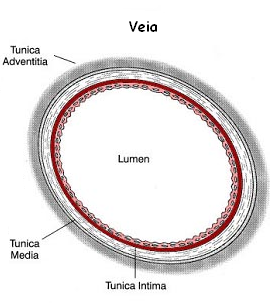 Veia
Tunica
Adventitia
Lumen
Tunica
Media
Tunica Intima